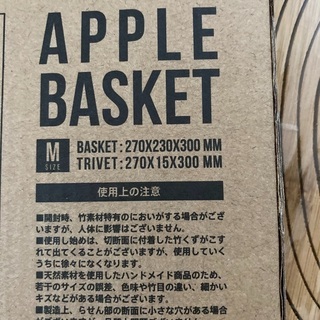 APPLE
BASKET
M SIZE
BASKET : 270X230X300 MM
TRIVET : 270X15X300 MM
使用上の注意
■開封時、竹素材特有のにおいがする場合がござ
いますが、人体に影響はございません。
■使用し始めは、切断面に付着した竹くずがこすれ
て出てくることがございますが、使用していくう
ちに徐々になくなります。
■天然素材を使用したハンドメイド商品のため、
若干のサイズの誤差、色味や竹目の違い、細かい
キズなどがある場合がございます。
■製造上、らせん部の断面に小さな穴がある場合